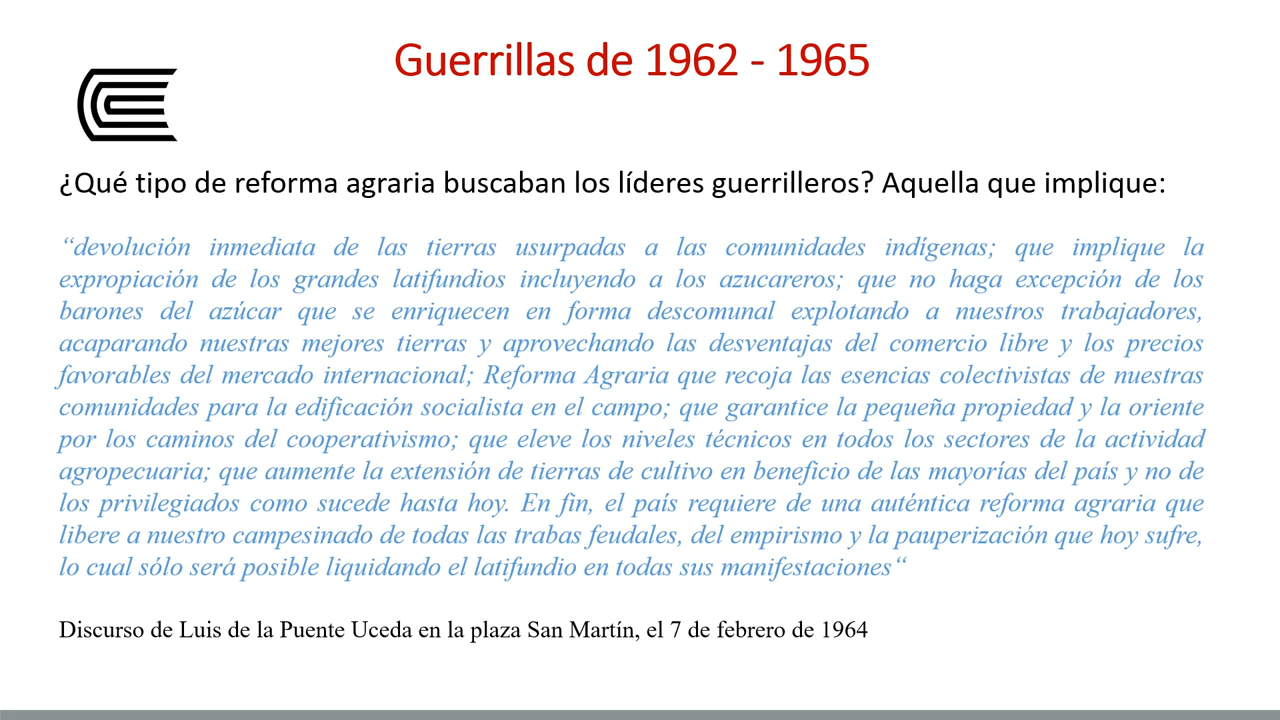 Guerrillas de 1962 - 1965
¿Qué tipo de reforma agraria buscaban los líderes guerrilleros? Aquella que implique:
“devolución inmediata de las tierras usurpadas a las comunidades indígenas; que implique la
expropiación de los grandes latifundios incluyendo a los azucareros; que no haga excepción de los
barones del azúcar que se enriquecen en forma descomunal explotando a nuestros trabajadores,
acaparando nuestras mejores tierras y aprovechando las desventajas del comercio libre y los precios
favorables del mercado internacional; Reforma Agraria que recoja las esencias colectivistas de nuestras
comunidades para la edificación socialista en el campo; que garantice la pequeña propiedad y la oriente
por los caminos del cooperativismo; que eleve los niveles técnicos en todos los sectores de la actividad
agropecuaria; que aumente la extensión de tierras de cultivo en beneficio de las mayorías del país y no de
los privilegiados como sucede hasta hoy. En fin, el país requiere de una auténtica reforma agraria que
libere a nuestro campesinado de todas las trabas feudales, del empirismo y la pauperización que hoy sufre,
lo cual sólo será posible liquidando el latifundio en todas sus manifestaciones“
Discurso de Luis de la Puente Uceda en la plaza San Martín, el 7 de febrero de 1964